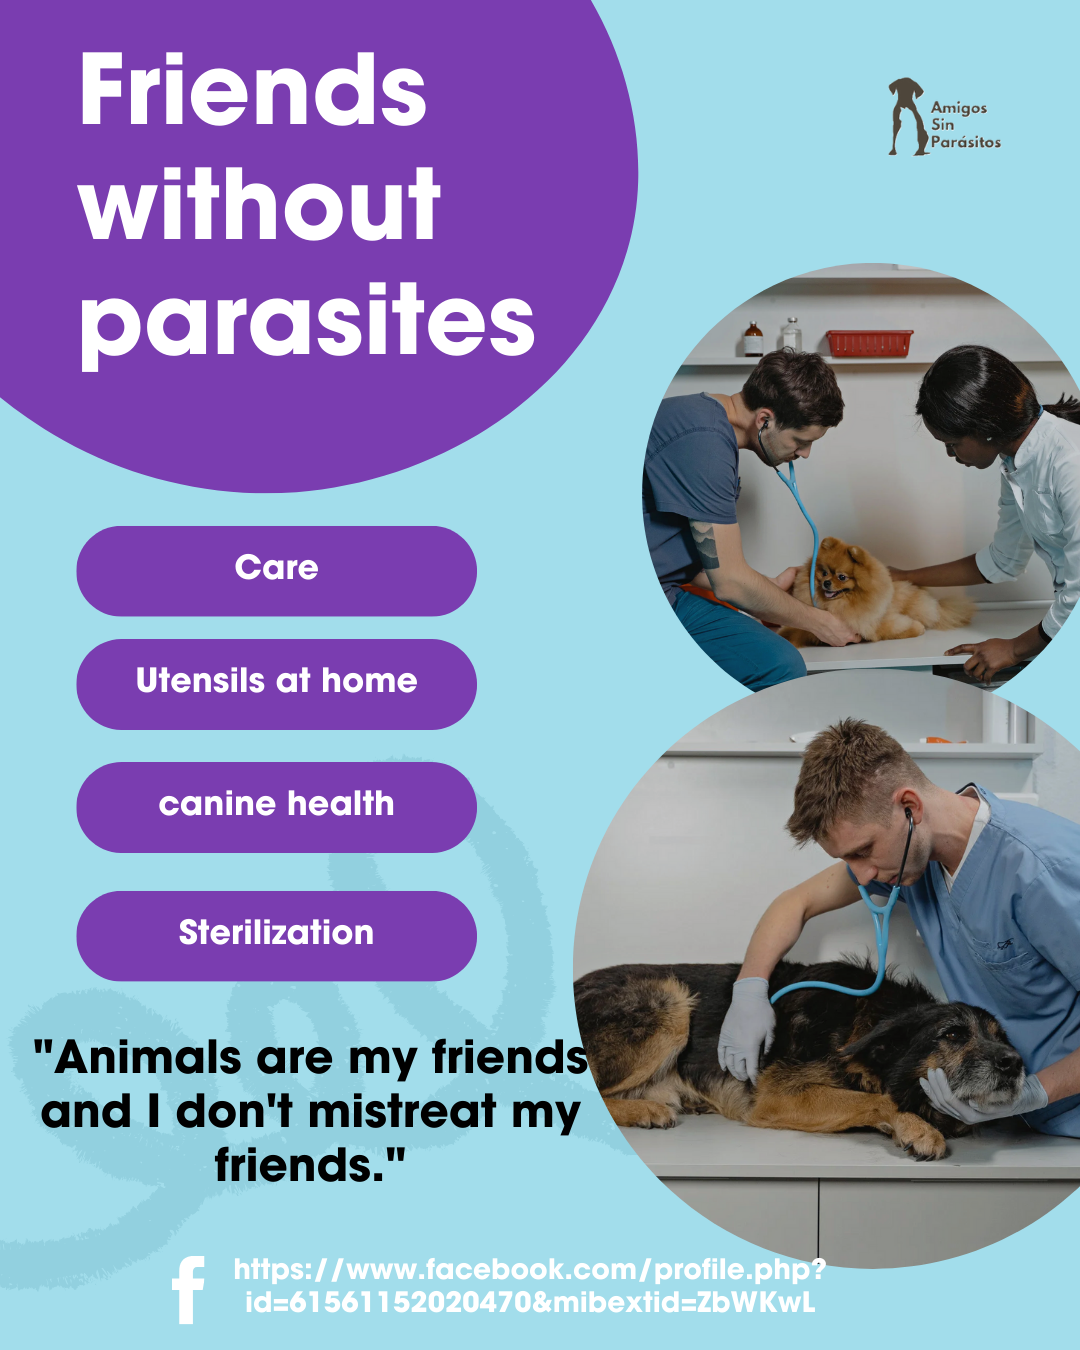 Friends
without
parasites
Amigos
Sin
Parásitos
Care
Utensils at home
canine health
Sterilization
"Animals are my friends
and I don't mistreat my
friends."
https://www.facebook.com/profile.php?
id=61561152020470&mibextid=ZbWKwL